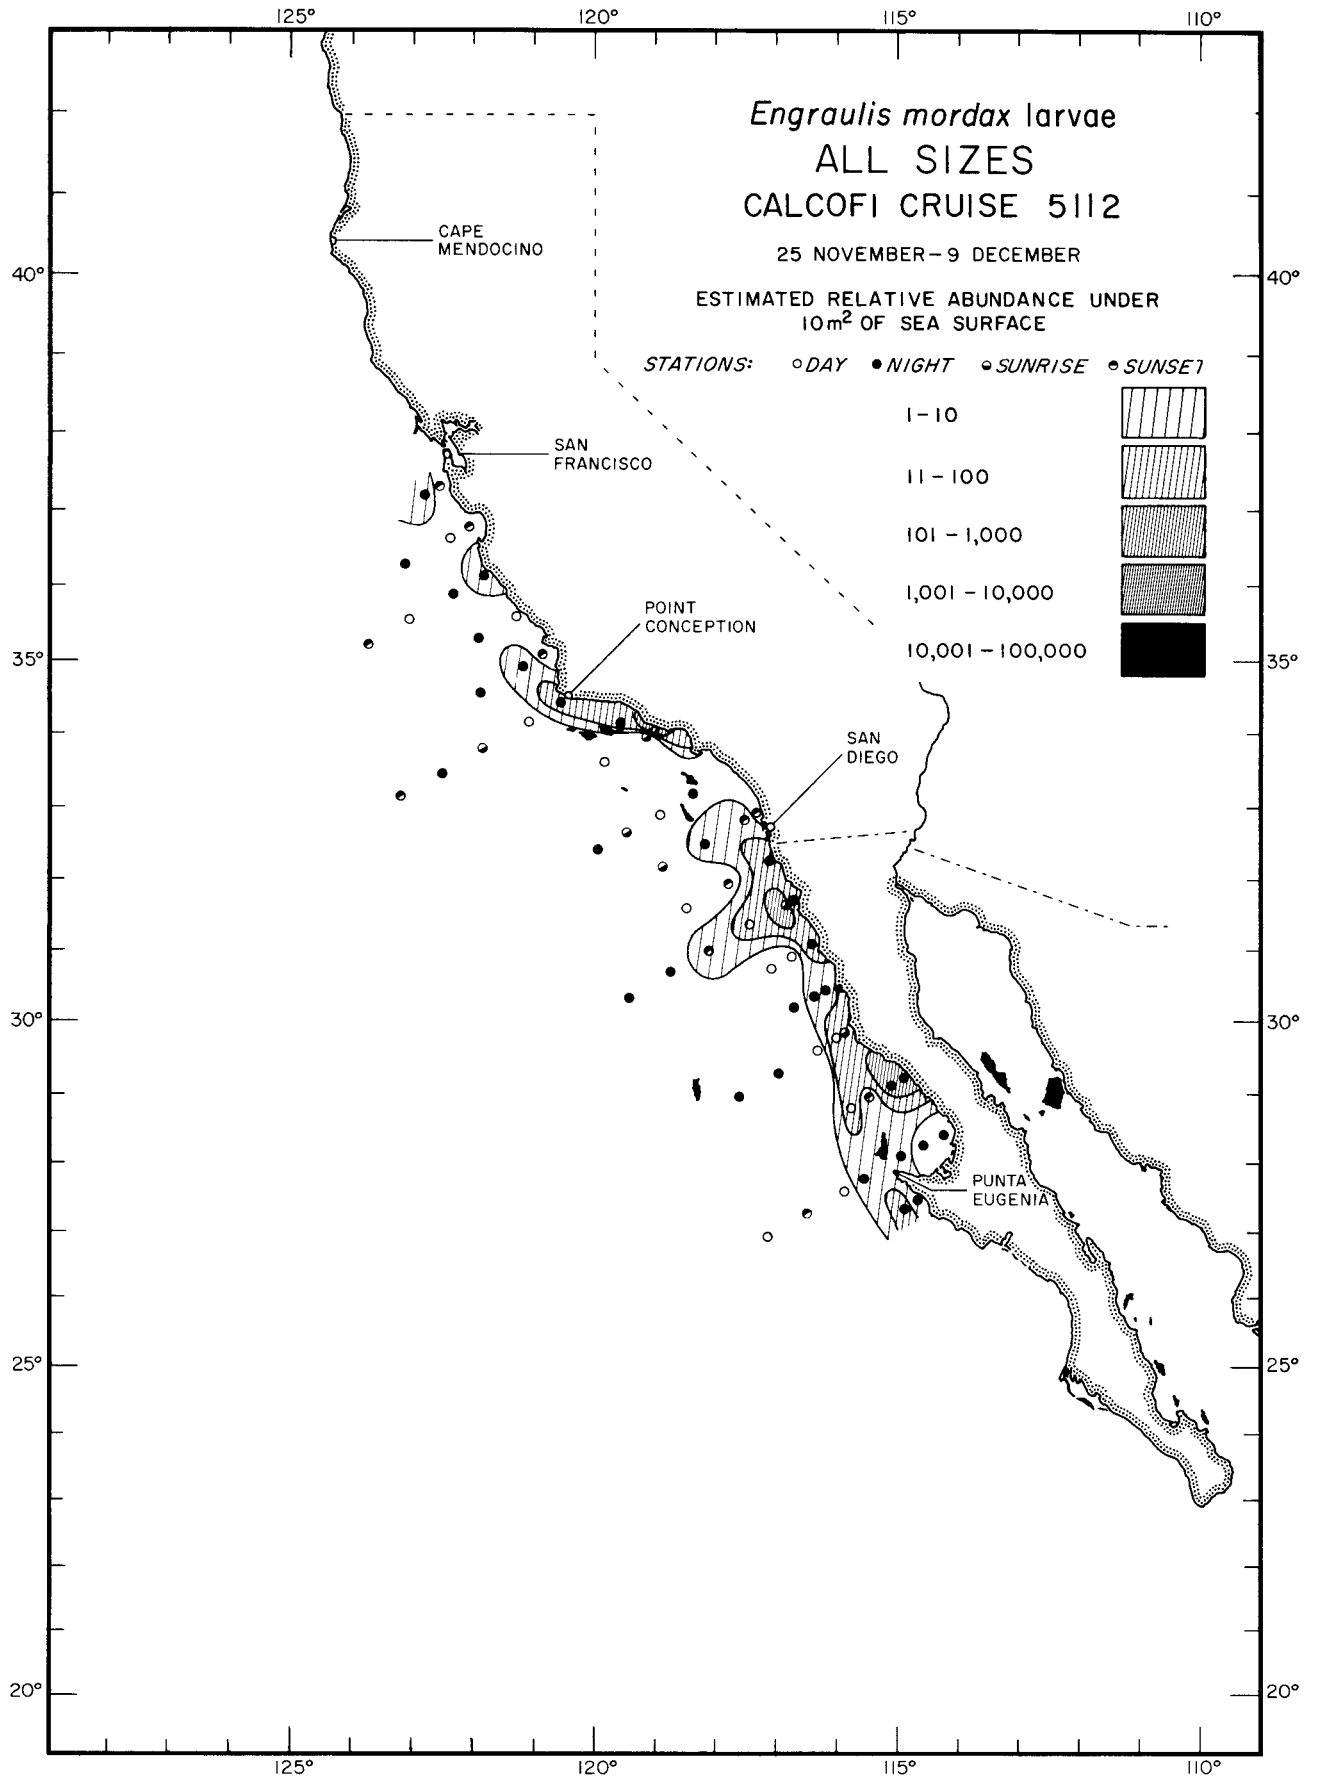 125° 120° 115° 110°
Engraulis mordax larvae
ALL SIZES
CALCOFI CRUISE 5112
25 NOVEMBER – 9 DECEMBER
ESTIMATED RELATIVE ABUNDANCE UNDER
10m² OF SEA SURFACE
STATIONS: DAY NIGHT SUNRISE SUNSET
1 – 10
11 – 100
101 – 1,000
1,001 – 10,000
10,001 – 100,000
CAPE
MENDOCINO
40° 40°
SAN
FRANCISCO
POINT
CONCEPTION
35° 35°
SAN
DIEGO
30° 30°
PUNTA
EUGENIA
25° 25°
20° 20°
125° 120° 115° 110°